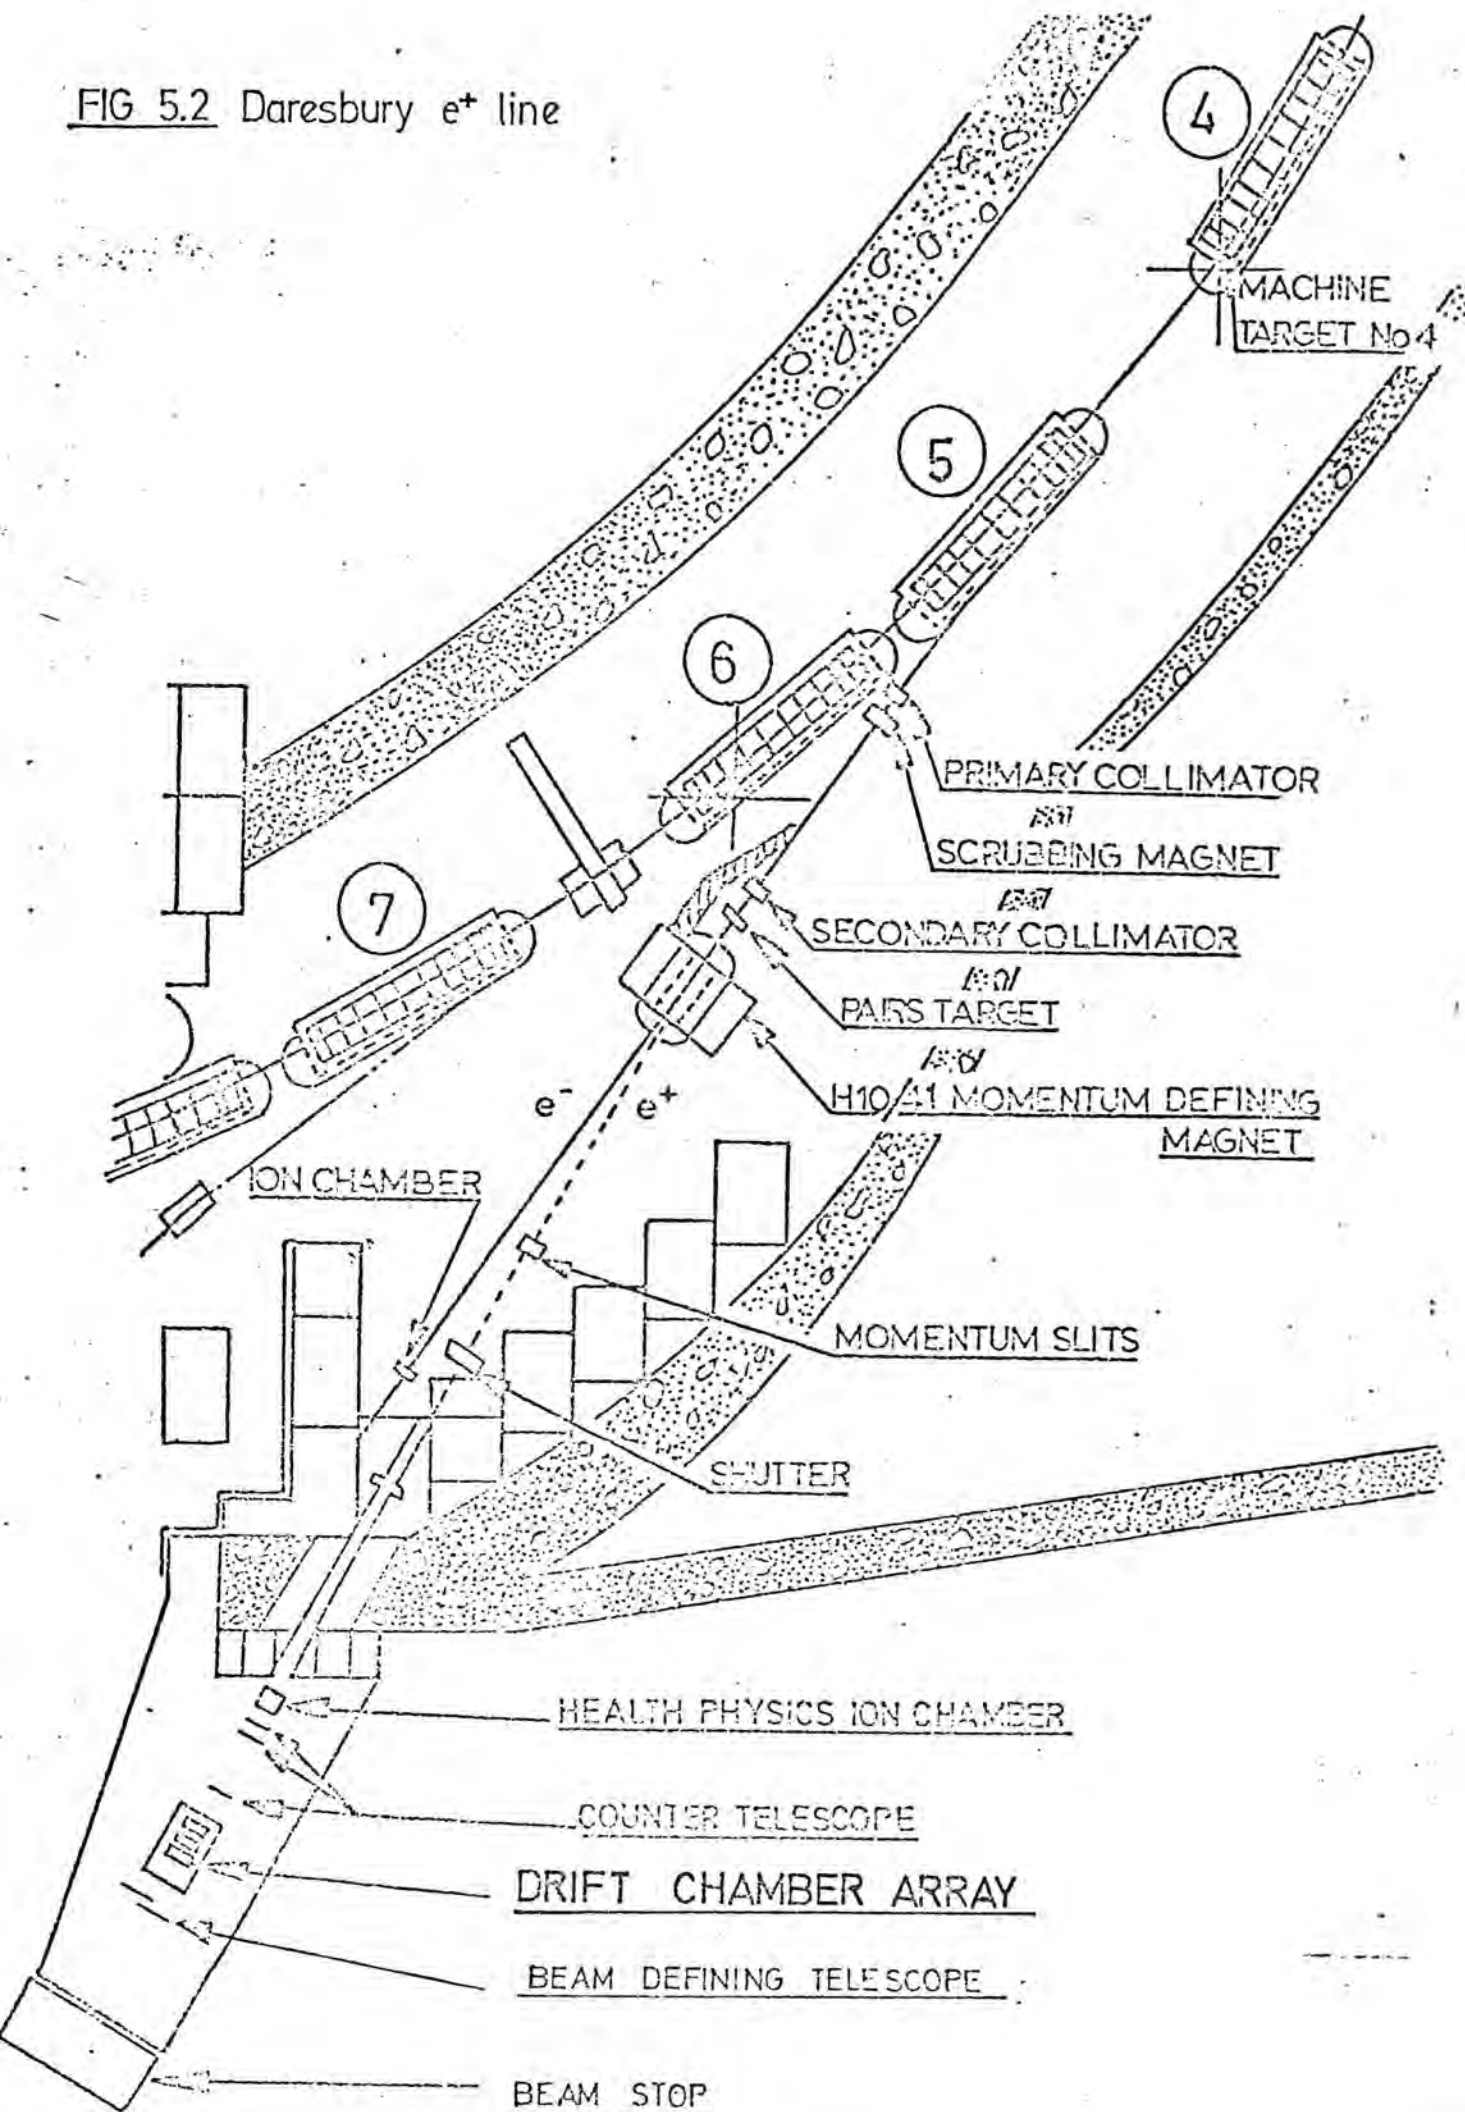 FIG 5.2 Daresbury e⁺ line
4
MACHINE
TARGET No 4
5
6
PRIMARY COLLIMATOR
SCRUBBING MAGNET
7
SECONDARY COLLIMATOR
PAIRS TARGET
e⁻
e⁺
H10/41 MOMENTUM DEFINING
MAGNET
ION CHAMBER
MOMENTUM SLITS
SHUTTER
HEALTH PHYSICS ION CHAMBER
COUNTER TELESCOPE
DRIFT CHAMBER ARRAY
BEAM DEFINING TELESCOPE
BEAM STOP